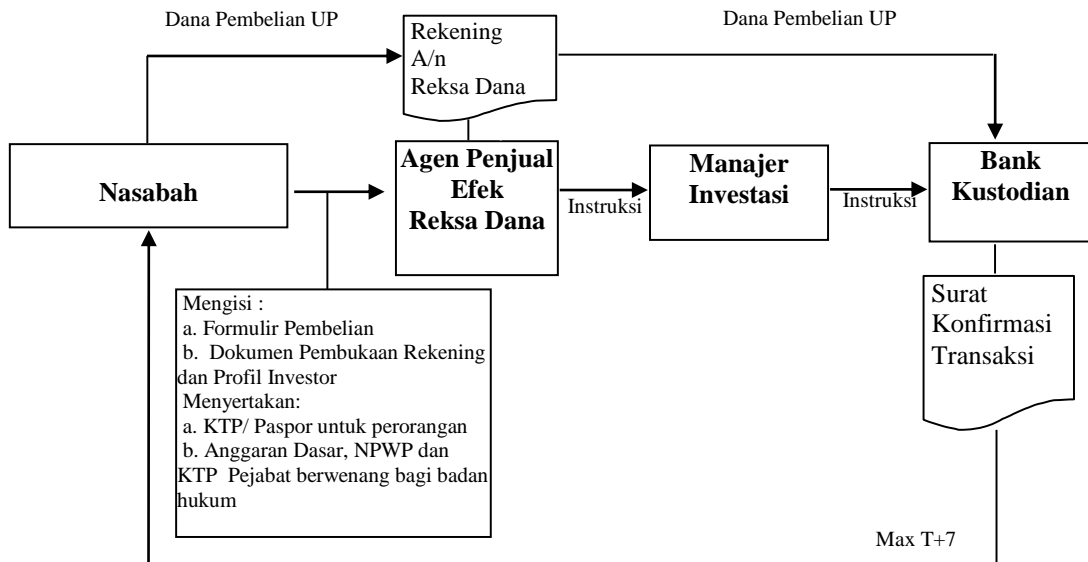 Dana Pembelian UP
Dana Pembelian UP
Rekening
A/n
Reksa Dana
Nasabah
Agen Penjual
Efek
Reksa Dana
Instruksi
Manajer
Investasi
Instruksi
Bank
Kustodian
Mengisi :
a. Formulir Pembelian
b. Dokumen Pembukaan Rekening
dan Profil Investor
Menyertakan:
a. KTP/ Paspor untuk perorangan
b. Anggaran Dasar, NPWP dan
KTP Pejabat berwenang bagi badan
hukum
Surat
Konfirmasi
Transaksi
Max T+7